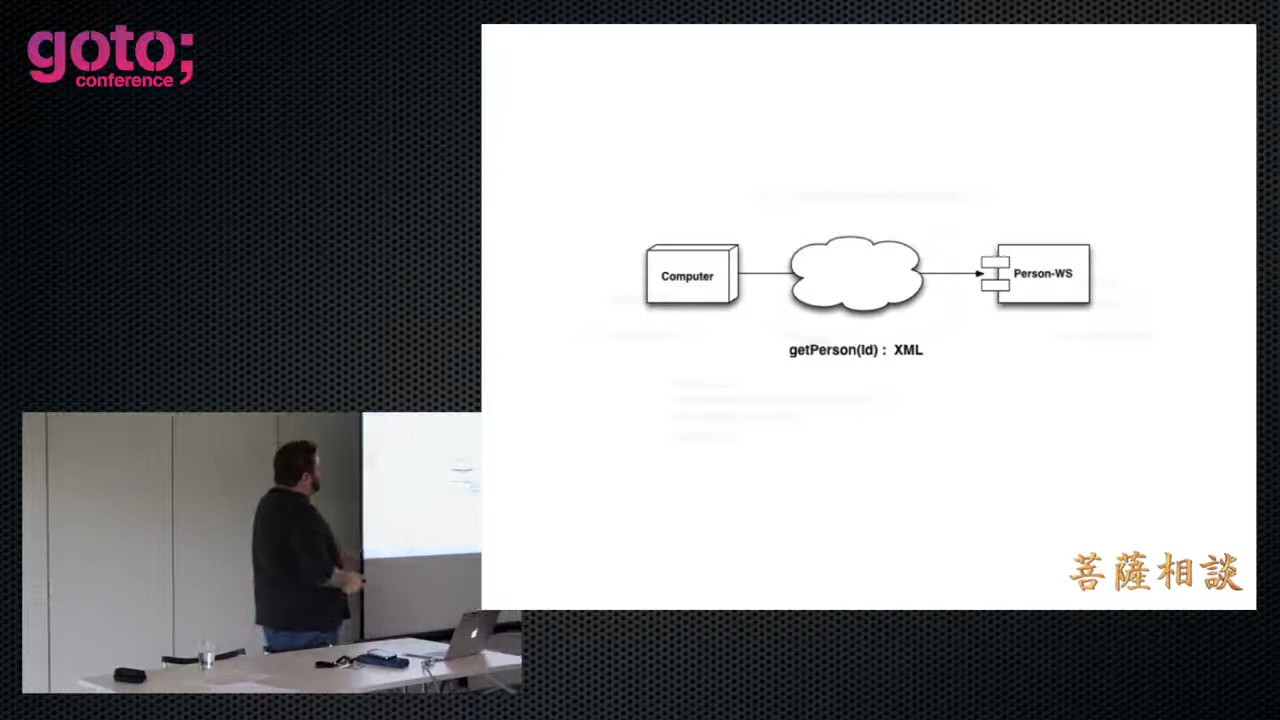 goto;
conference
Computer
Person-WS
getPerson(Id) : XML
菩薩相談